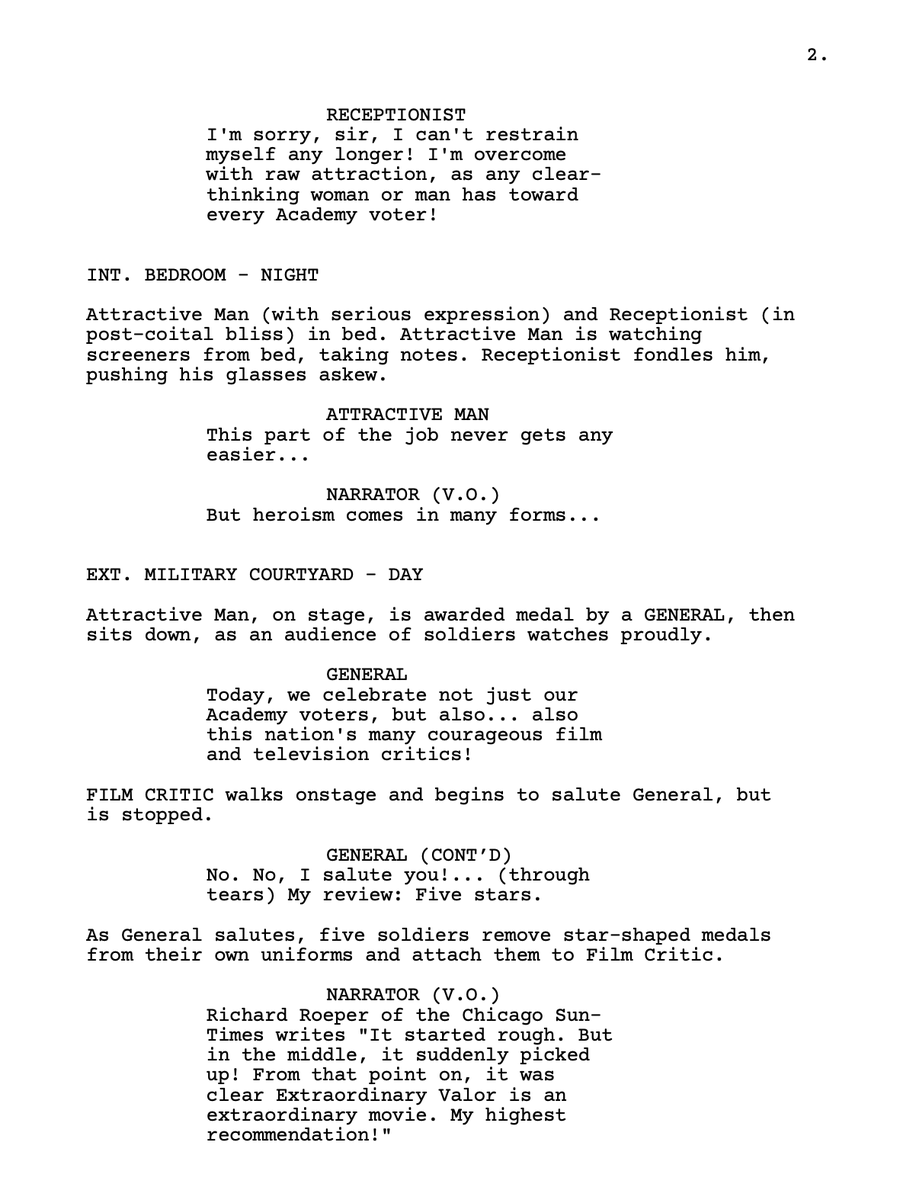 2.
RECEPTIONIST
I'm sorry, sir, I can't restrain
myself any longer! I'm overcome
with raw attraction, as any clear-
thinking woman or man has toward
every Academy voter!
INT. BEDROOM - NIGHT
Attractive Man (with serious expression) and Receptionist (in
post-coital bliss) in bed. Attractive Man is watching
screeners from bed, taking notes. Receptionist fondles him,
pushing his glasses askew.
ATTRACTIVE MAN
This part of the job never gets any
easier...
NARRATOR (V.O.)
But heroism comes in many forms...
EXT. MILITARY COURTYARD - DAY
Attractive Man, on stage, is awarded medal by a GENERAL, then
sits down, as an audience of soldiers watches proudly.
GENERAL
Today, we celebrate not just our
Academy voters, but also... also
this nation's many courageous film
and television critics!
FILM CRITIC walks onstage and begins to salute General, but
is stopped.
GENERAL (CONT’D)
No. No, I salute you!... (through
tears) My review: Five stars.
As General salutes, five soldiers remove star-shaped medals
from their own uniforms and attach them to Film Critic.
NARRATOR (V.O.)
Richard Roeper of the Chicago Sun-
Times writes "It started rough. But
in the middle, it suddenly picked
up! From that point on, it was
clear Extraordinary Valor is an
extraordinary movie. My highest
recommendation!"